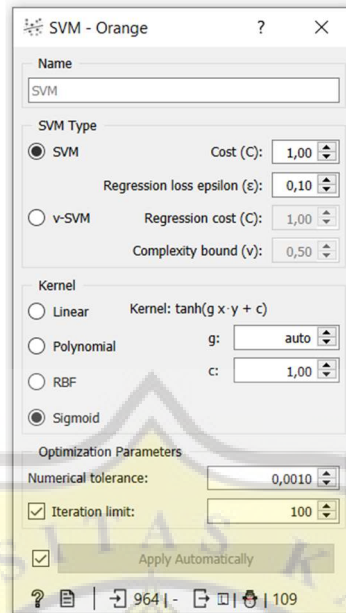 SVM - Orange ? ×
Name
SVM
SVM Type
SVM Cost (C): 1,00
Regression loss epsilon (ε): 0,10
v-SVM Regression cost (C): 1,00
Complexity bound (v): 0,50
Kernel
Linear Kernel: tanh(g x·y + c)
Polynomial g: auto
RBF c: 1,00
Sigmoid
Optimization Parameters
Numerical tolerance: 0,0010
Iteration limit: 100
Apply Automatically
? 964 | - | 109
SITAS K